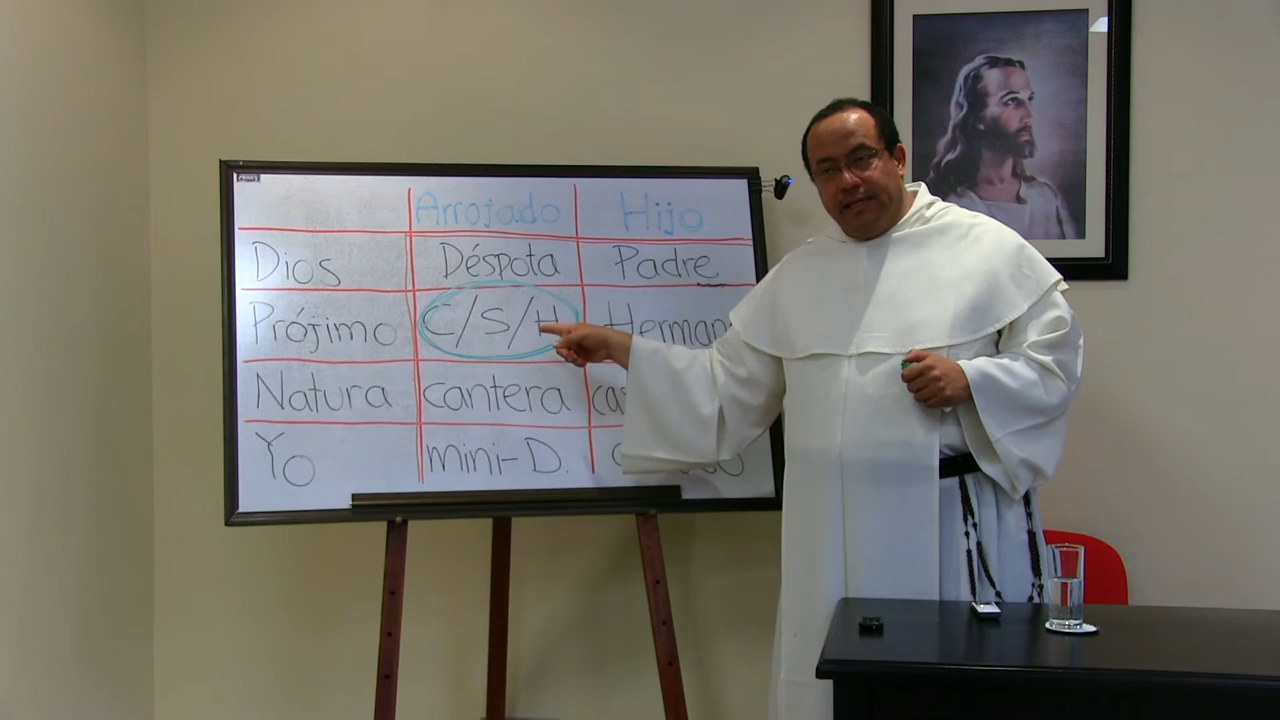 Arrojado Hijo
Dios Déspota Padre
Prójimo C/S/H
Natura cantera
Yo mini-D.